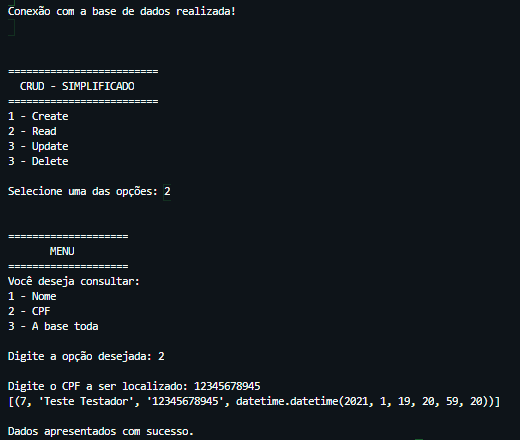 Conexão com a base de dados realizada!
=========================
CRUD - SIMPLIFICADO
=========================
1 - Create
2 - Read
3 - Update
3 - Delete
Selecione uma das opções: 2
====================
MENU
====================
Você deseja consultar:
1 - Nome
2 - CPF
3 - A base toda
Digite a opção desejada: 2
Digite o CPF a ser localizado: 12345678945
[(7, 'Teste Testador', '12345678945', datetime.datetime(2021, 1, 19, 20, 59, 20))]
Dados apresentados com sucesso.